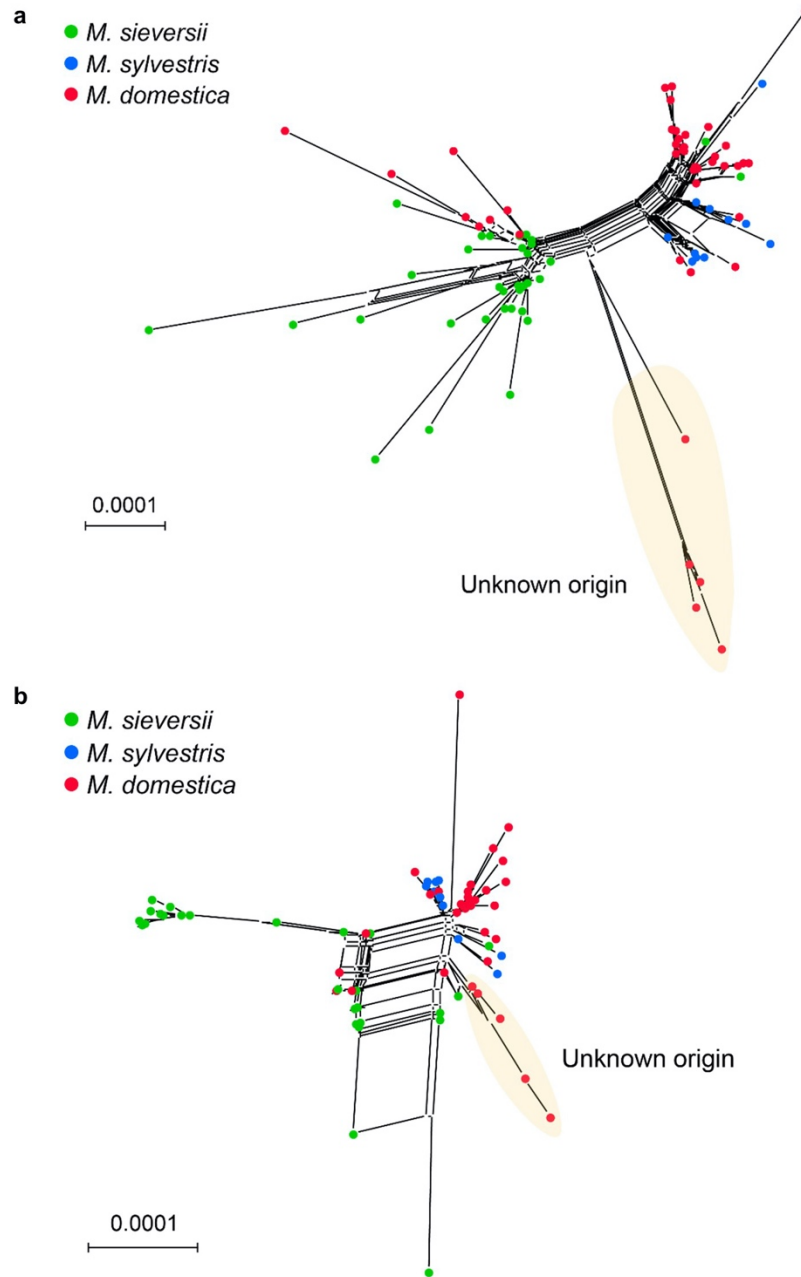 a
M. sieversii
M. sylvestris
M. domestica
0.0001
Unknown origin
b
M. sieversii
M. sylvestris
M. domestica
Unknown origin
0.0001